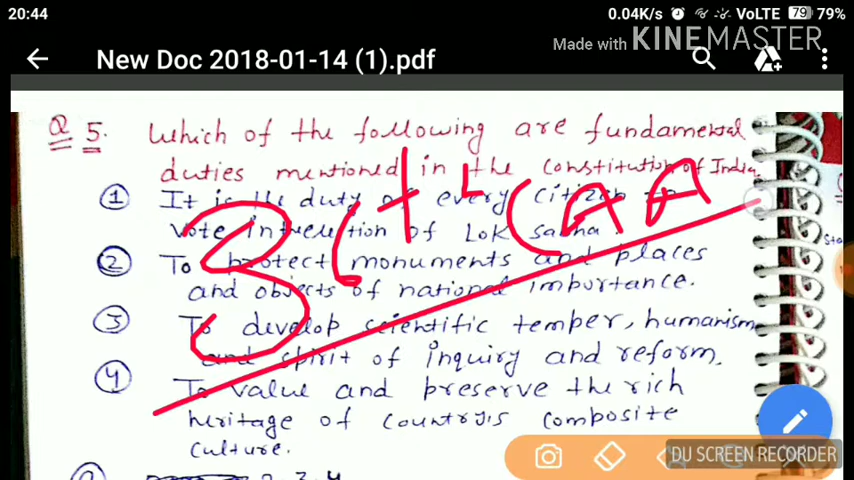 20:44 0.04K/s VoLTE 79 79%
Made with KINEMASTER
New Doc 2018-01-14 (1).pdf
Q 5. Which of the following are fundamental
duties mentioned in the constitution of India.
① It is the duty of every citizen to
vote in election of Lok sabha
② To protect monuments and places
and objects of national importance.
③ To develop scientific temper, humanism
and spirit of inquiry and reform.
④ To value and preserve the rich
heritage of country's composite
culture.
2, 3, 4
DU SCREEN RECORDER